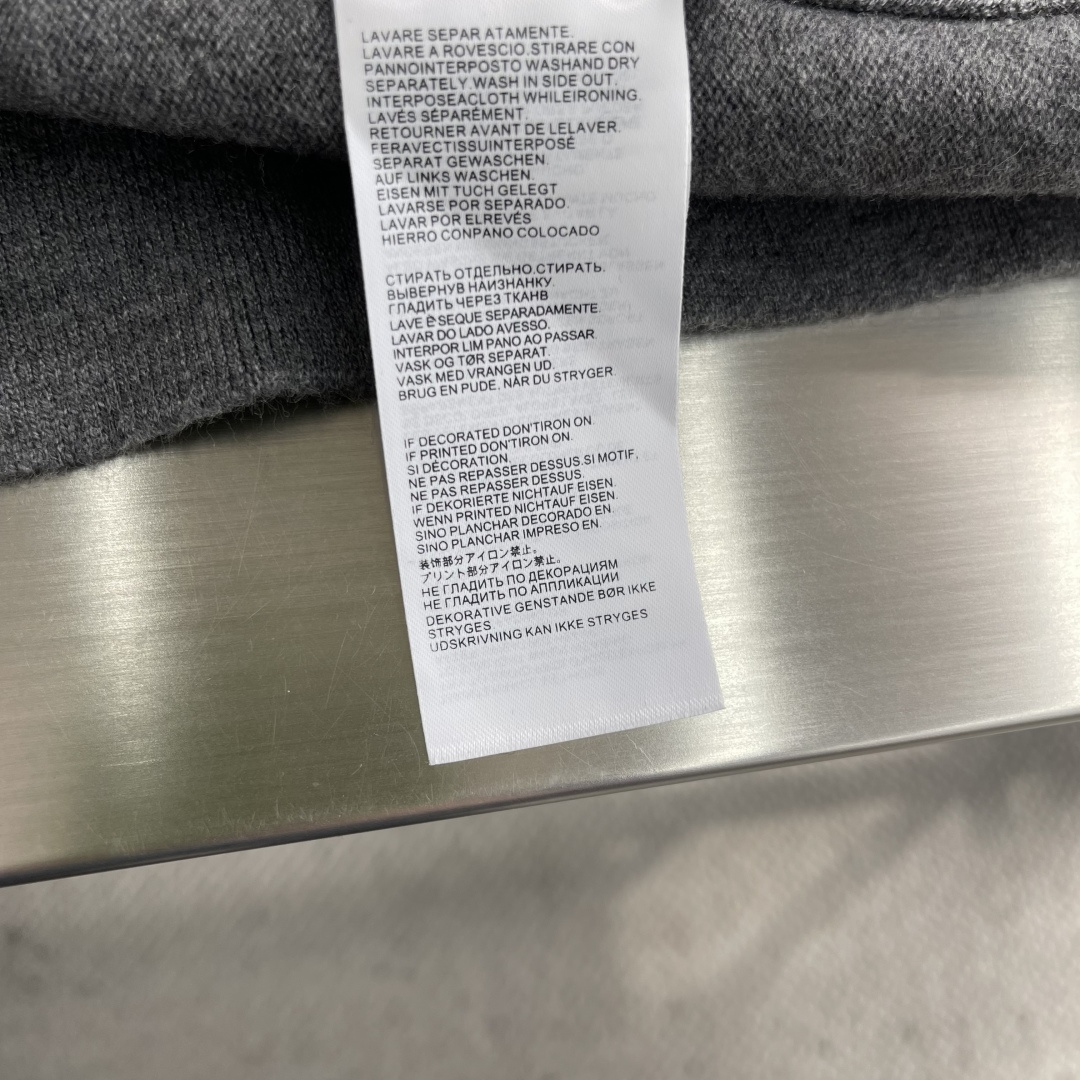 LAVARE SEPAR ATAMENTE.
LAVARE A ROVESCIO.STIRARE CON
PANNOINTERPOSTO WASHAND DRY
SEPARATELY.WASH IN SIDE OUT,
INTERPOSEACLOTH WHILEIRONING.
LAVÉS SÉPARÉMENT.
RETOURNER AVANT DE LELAVER.
FERAVECTISSUINTERPOSÉ
SEPARAT GEWASCHEN.
AUF LINKS WASCHEN.
EISEN MIT TUCH GELEGT
LAVARSE POR SEPARADO.
LAVAR POR ELREVÉS
HIERRO CONPANO COLOCADO
СТИРАТЬ ОТДЕЛЬНО.СТИРАТЬ.
ВЫВЕРНУВ НАИЗНАНКУ.
ГЛАДИТЬ ЧЕРЕЗ ТКАНВ
LAVE E SEQUE SEPARADAMENTE.
LAVAR DO LADO AVESSO.
INTERPOR LIM PANO AO PASSAR.
VASK OG TØR SEPARAT.
VASK MED VRANGEN UD.
BRUG EN PUDE, NÅR DU STRYGER.
IF DECORATED DON'TIRON ON.
IF PRINTED DON'TIRON ON.
SI DÉCORATION.
NE PAS REPASSER DESSUS.SI MOTIF,
NE PAS REPASSER DESSUS.
IF DEKORIERTE NICHTAUF EISEN.
WENN PRINTED NICHTAUF EISEN.
SINO PLANCHAR DECORADO EN.
SINO PLANCHAR IMPRESO EN.
装饰部分アイロン禁止。
プリント部分アイロン禁止。
НЕ ГЛАДИТЬ ПО ДЕКОРАЦИЯМ
НЕ ГЛАДИТЬ ПО АППЛИКАЦИИ
DEKORATIVE GENSTANDE BØR IKKE
STRYGES
UDSKRIVNING KAN IKKE STRYGES